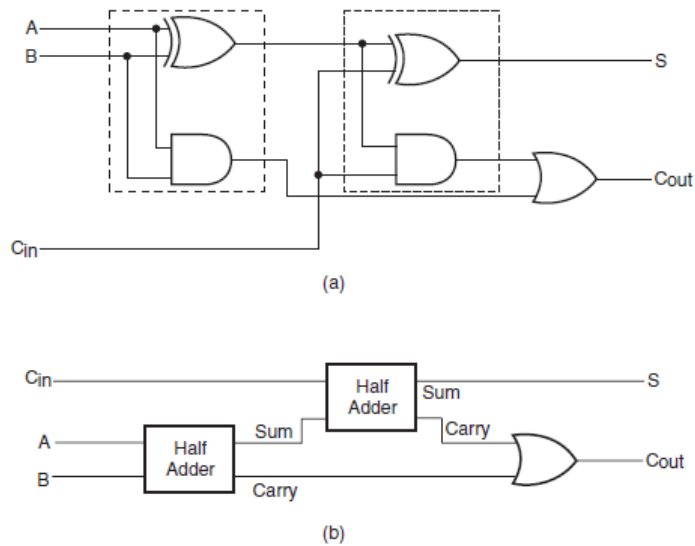 A
B
S
Cout
Cin
(a)
Cin
Half
Adder
Sum
S
A
Half
Adder
Sum
Carry
Cout
B
Carry
(b)